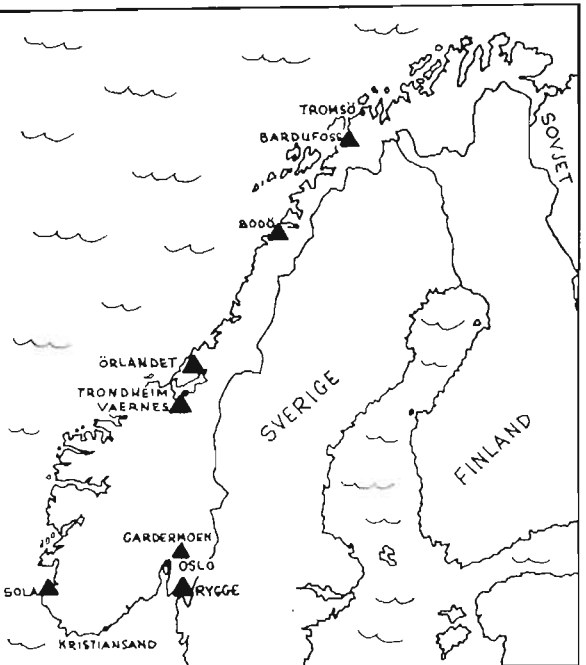 TROMSÖ
BARDUFOSS
SOVJET
BODÖ
ÖRLANDET
TRONDHEIM
VAERNES
SVERIGE
FINLAND
GARDERMOEN
OSLO
SOLA
RYGGE
KRISTIANSAND